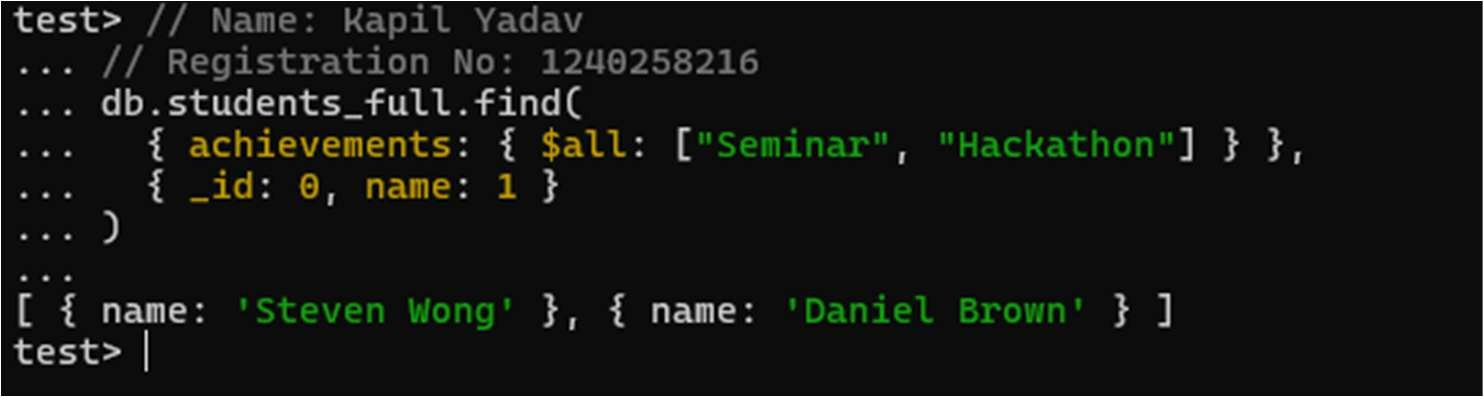 test> // Name: Kapil Yadav
... // Registration No: 1240258216
... db.students_full.find(
...   { achievements: { $all: ["Seminar", "Hackathon"] } },
...   { _id: 0, name: 1 }
... )
...
[ { name: 'Steven Wong' }, { name: 'Daniel Brown' } ]
test>